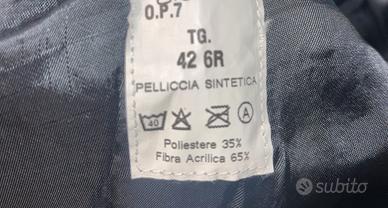 O.P.7
TG.
42 6R
PELLICCIA SINTETICA
40 A
Poliestere 35%
Fibra Acrilica 65%
subito